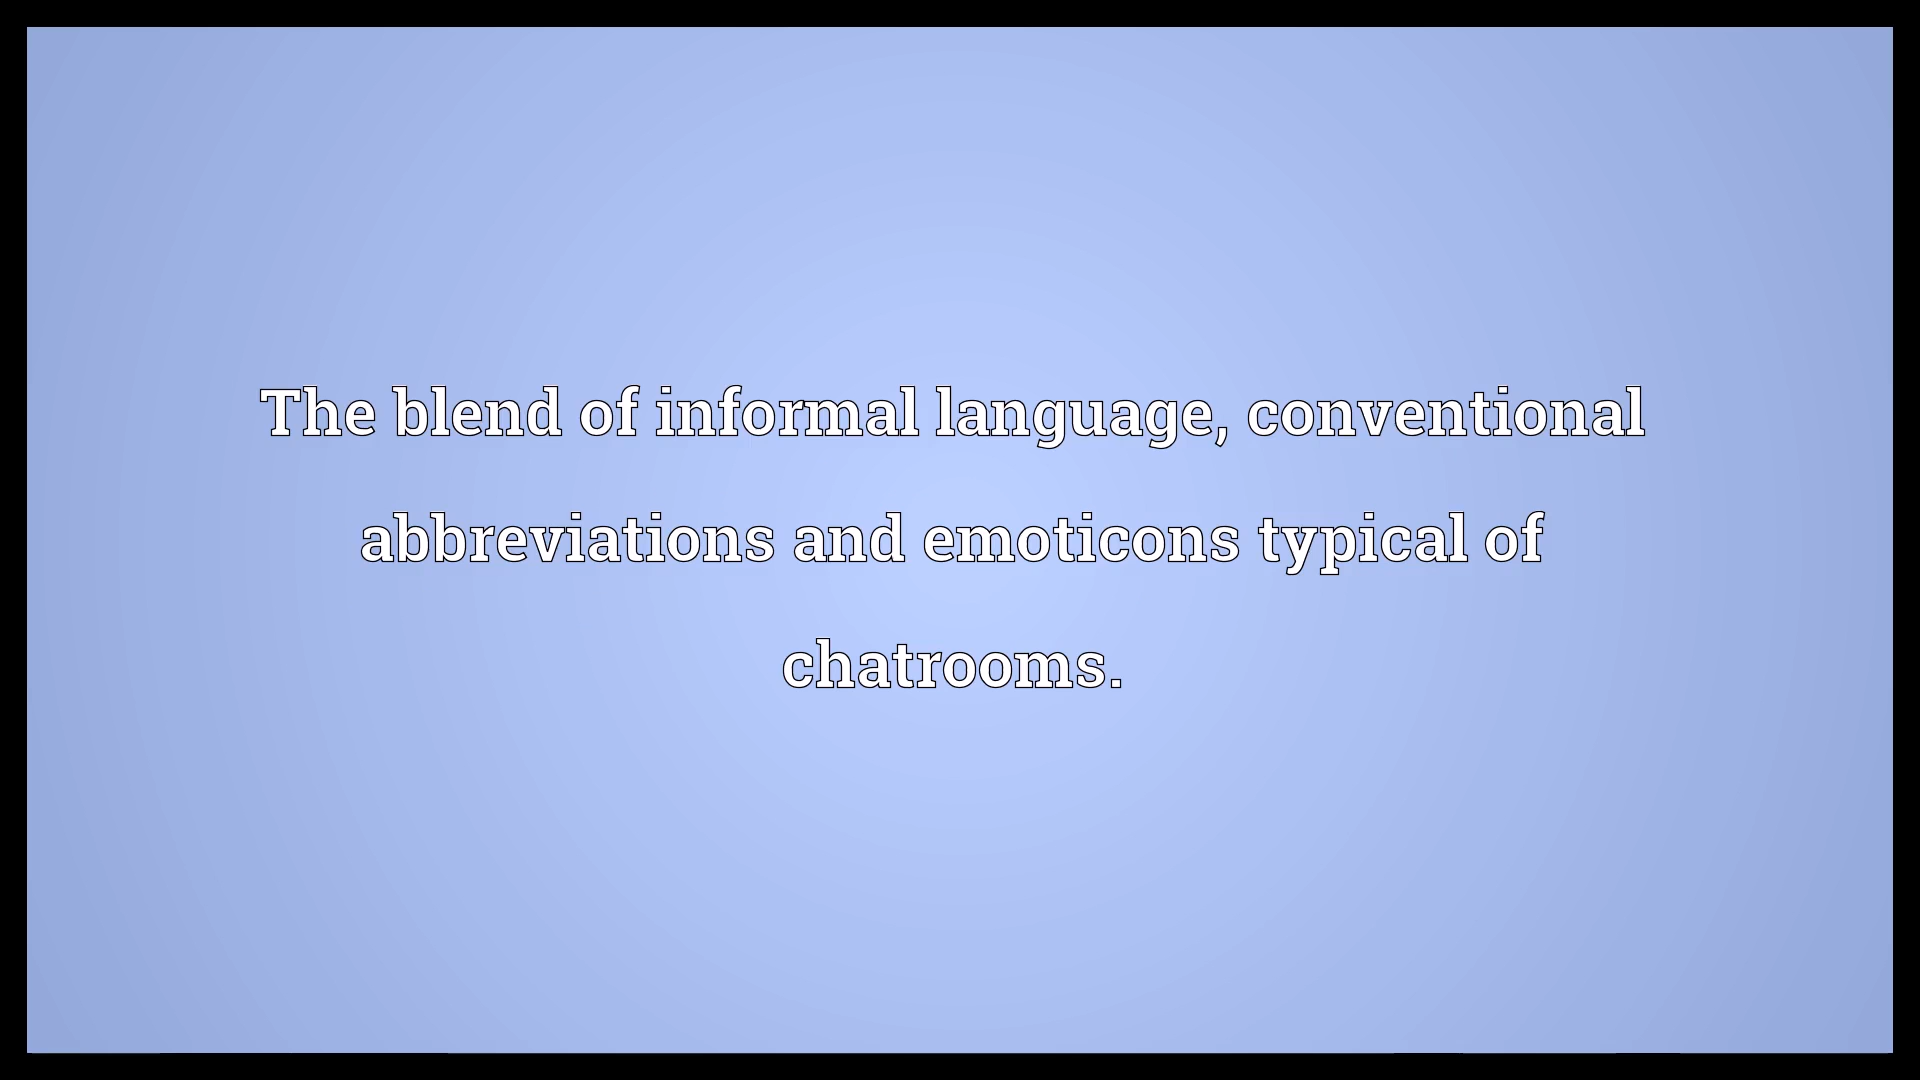 The blend of informal language, conventional
abbreviations and emoticons typical of
chatrooms.